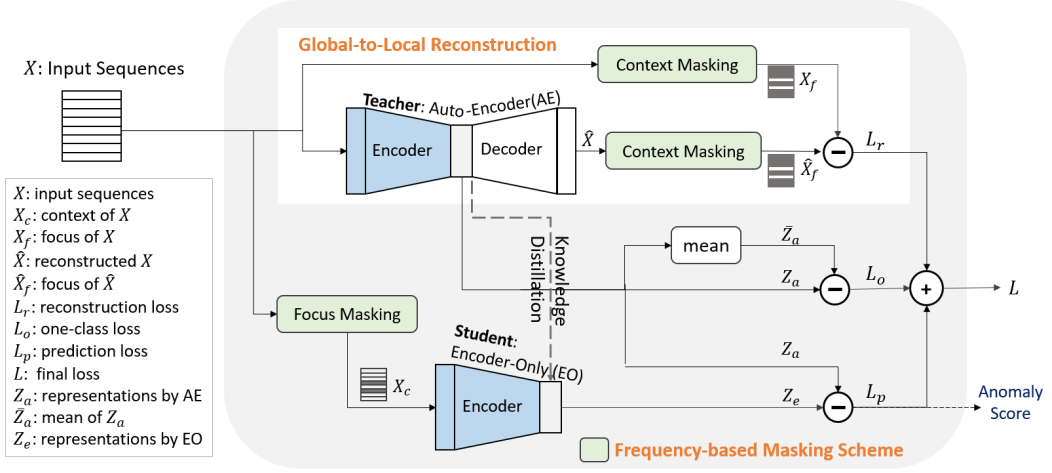 Global-to-Local Reconstruction
X: Input Sequences
Context Masking
X_f
Teacher: Auto-Encoder(AE)
Encoder
Decoder
X̂
Context Masking
X̂_f
−
L_r
X: input sequences
X_c: context of X
X_f: focus of X
X̂: reconstructed X
X̂_f: focus of X̂
L_r: reconstruction loss
L_o: one-class loss
L_p: prediction loss
L: final loss
Z_a: representations by AE
Z̄_a: mean of Z_a
Z_e: representations by EO
Knowledge
Distillation
mean
Z̄_a
Z_a
−
L_o
+
L
Focus Masking
X_c
Student:
Encoder-Only (EO)
Encoder
Z_a
Z_e
−
L_p
Anomaly
Score
Frequency-based Masking Scheme